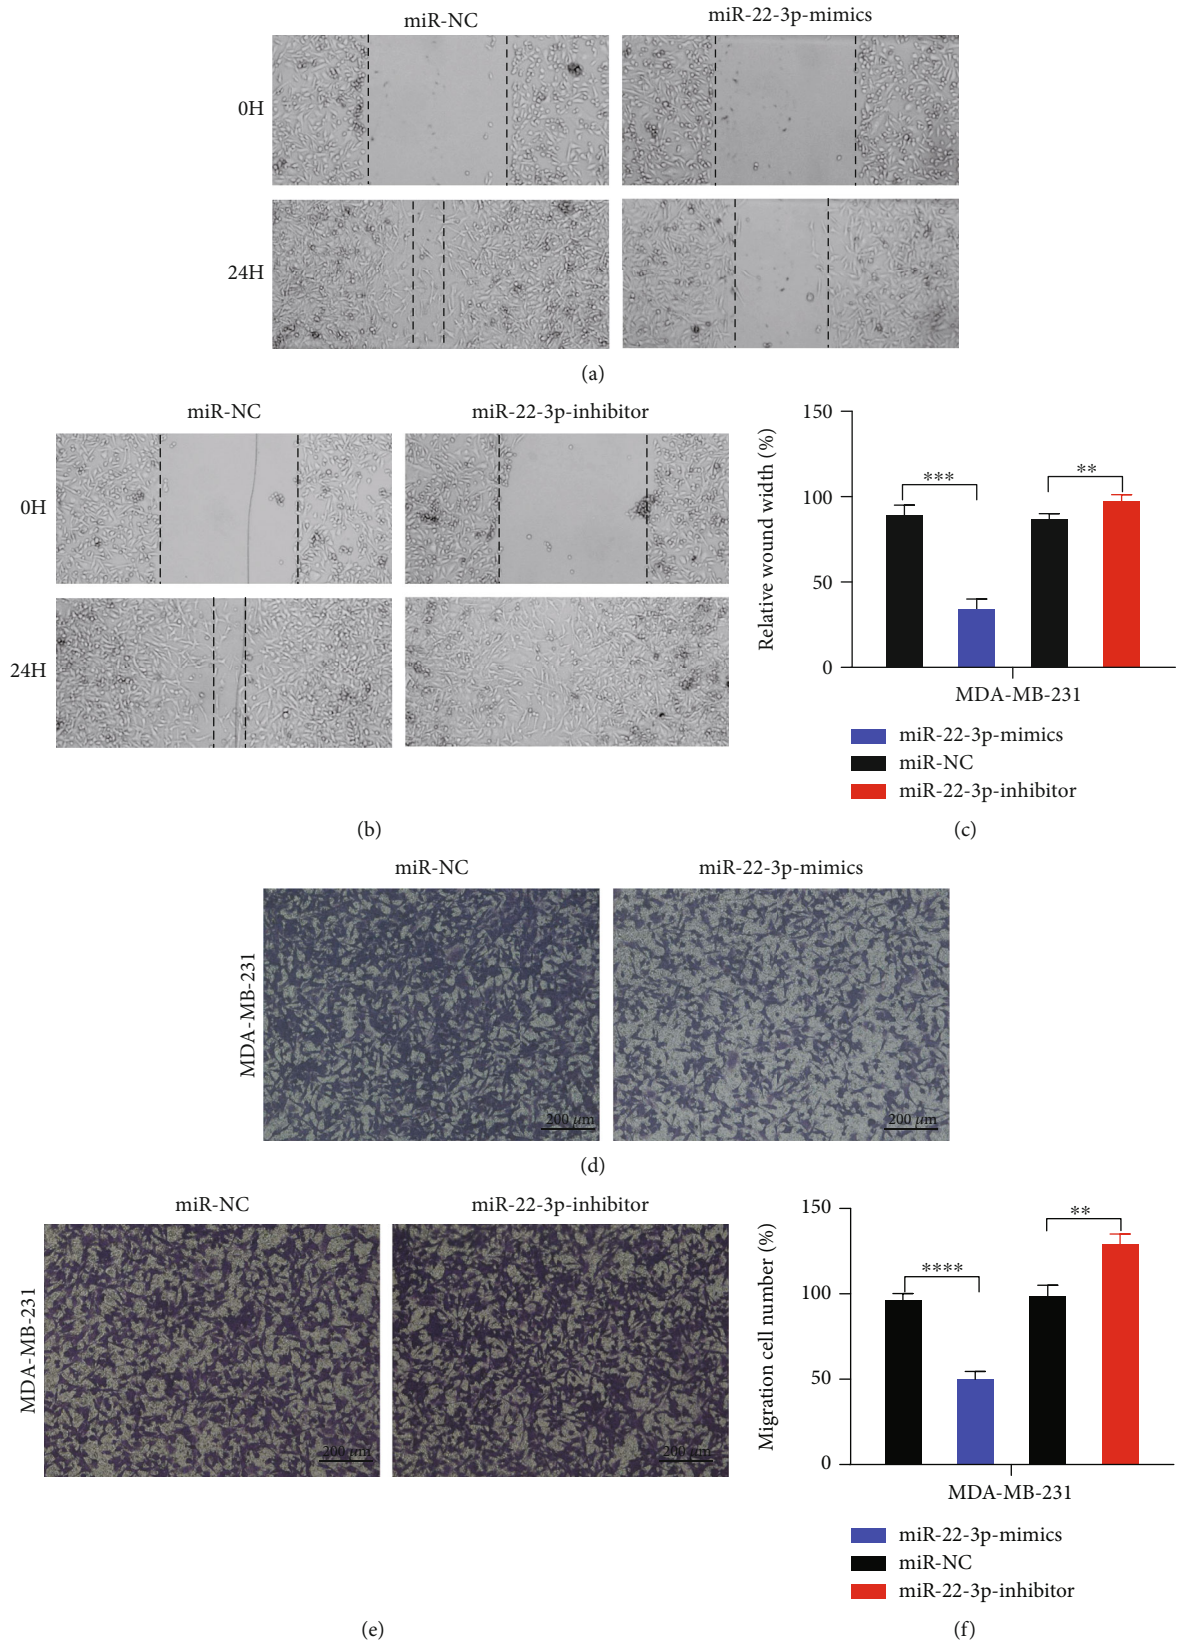 miR-NC
miR-22-3p-mimics
0H
24H
(a)
miR-NC
miR-22-3p-inhibitor
0H
24H
(b)
150
100
50
0
Relative wound width (%)
***
**
MDA-MB-231
miR-22-3p-mimics
miR-NC
miR-22-3p-inhibitor
(c)
miR-NC
miR-22-3p-mimics
MDA-MB-231
200 μm
200 μm
(d)
miR-NC
miR-22-3p-inhibitor
MDA-MB-231
200 μm
200 μm
(e)
150
100
50
0
Migration cell number (%)
****
**
MDA-MB-231
miR-22-3p-mimics
miR-NC
miR-22-3p-inhibitor
(f)